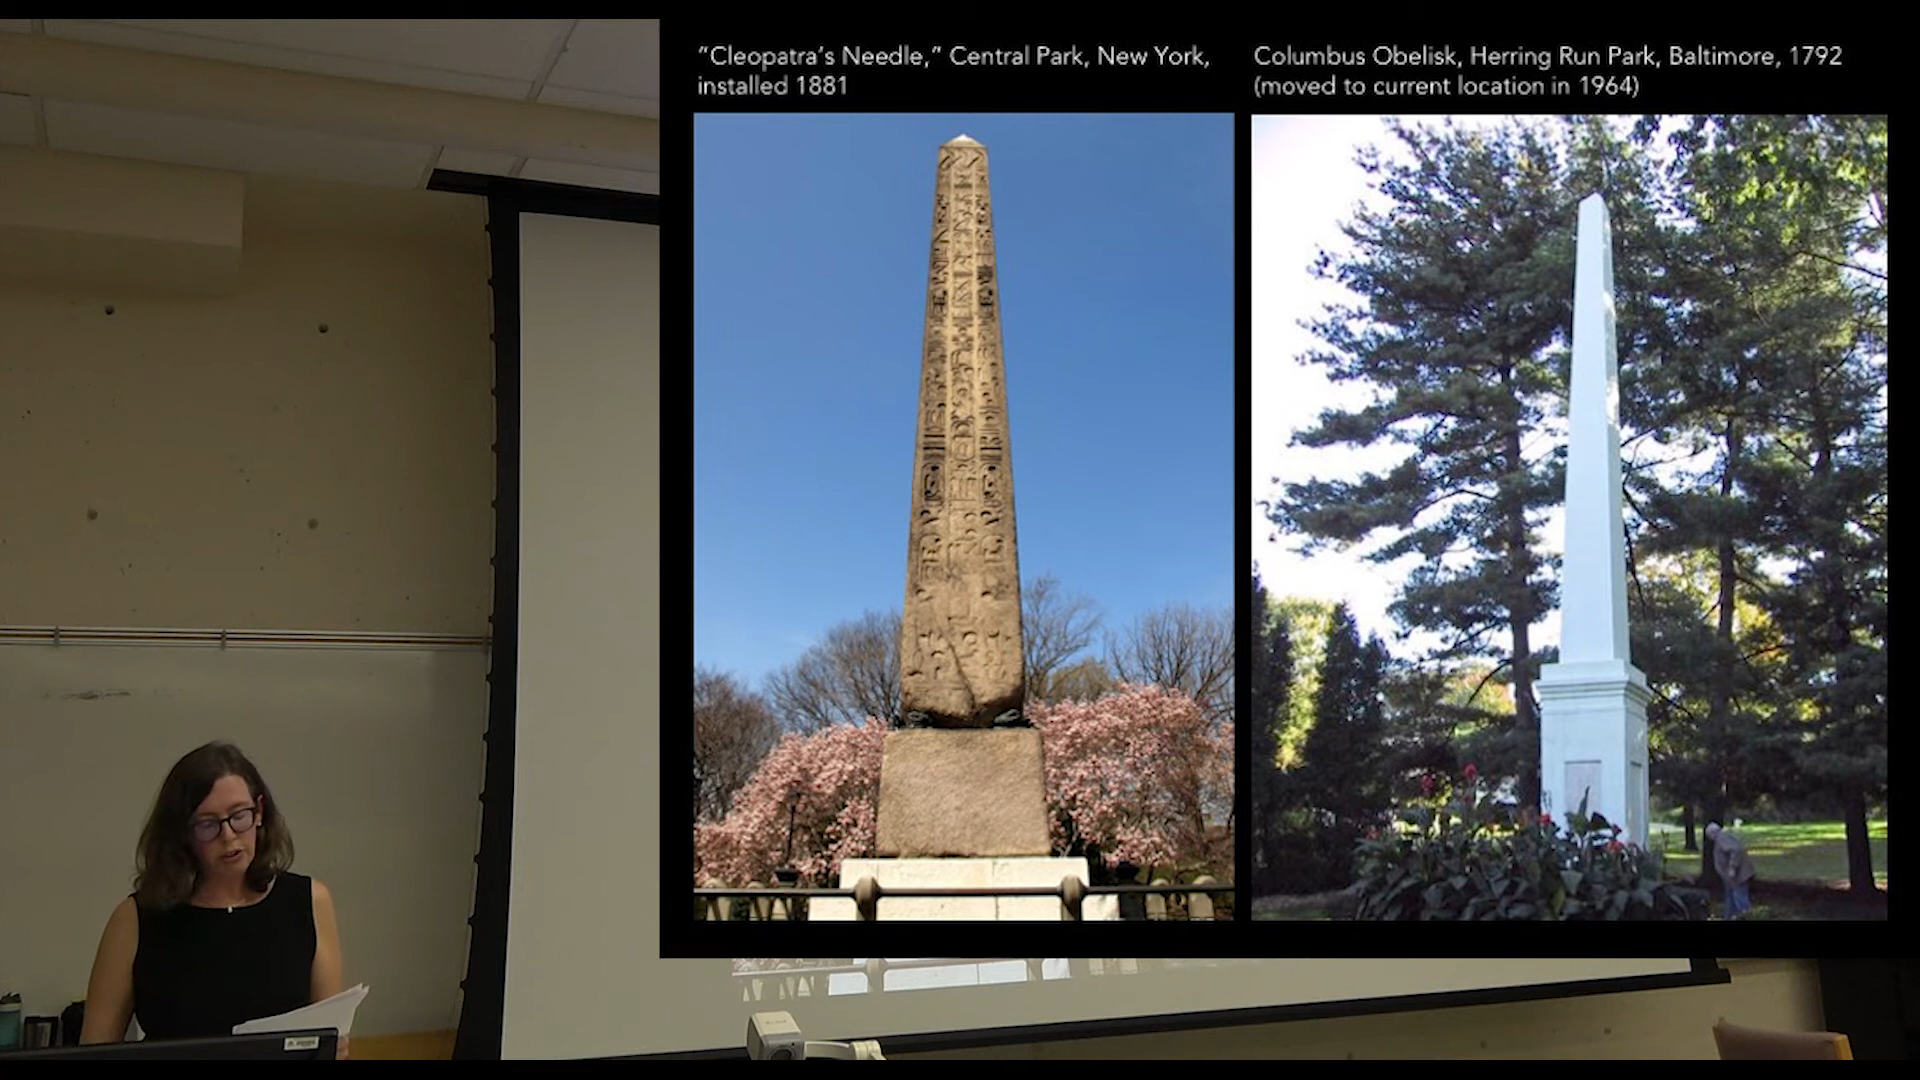 “Cleopatra’s Needle,” Central Park, New York,
installed 1881
Columbus Obelisk, Herring Run Park, Baltimore, 1792
(moved to current location in 1964)